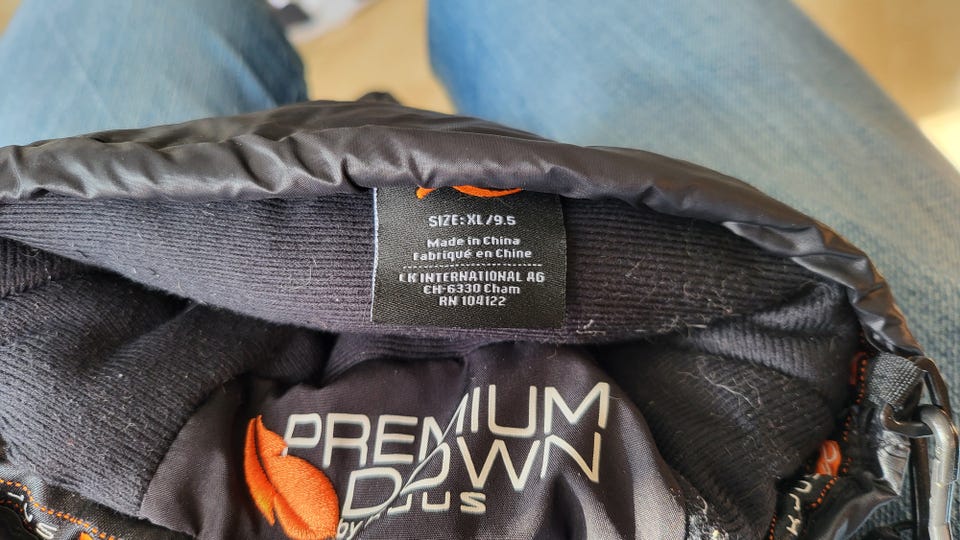 SIZE: XL/9.5
Made in China
Fabriqué en Chine
INTERNATIONAL AG
CH-6330 Cham
RN 104122
PREMIUM
DOWN
by